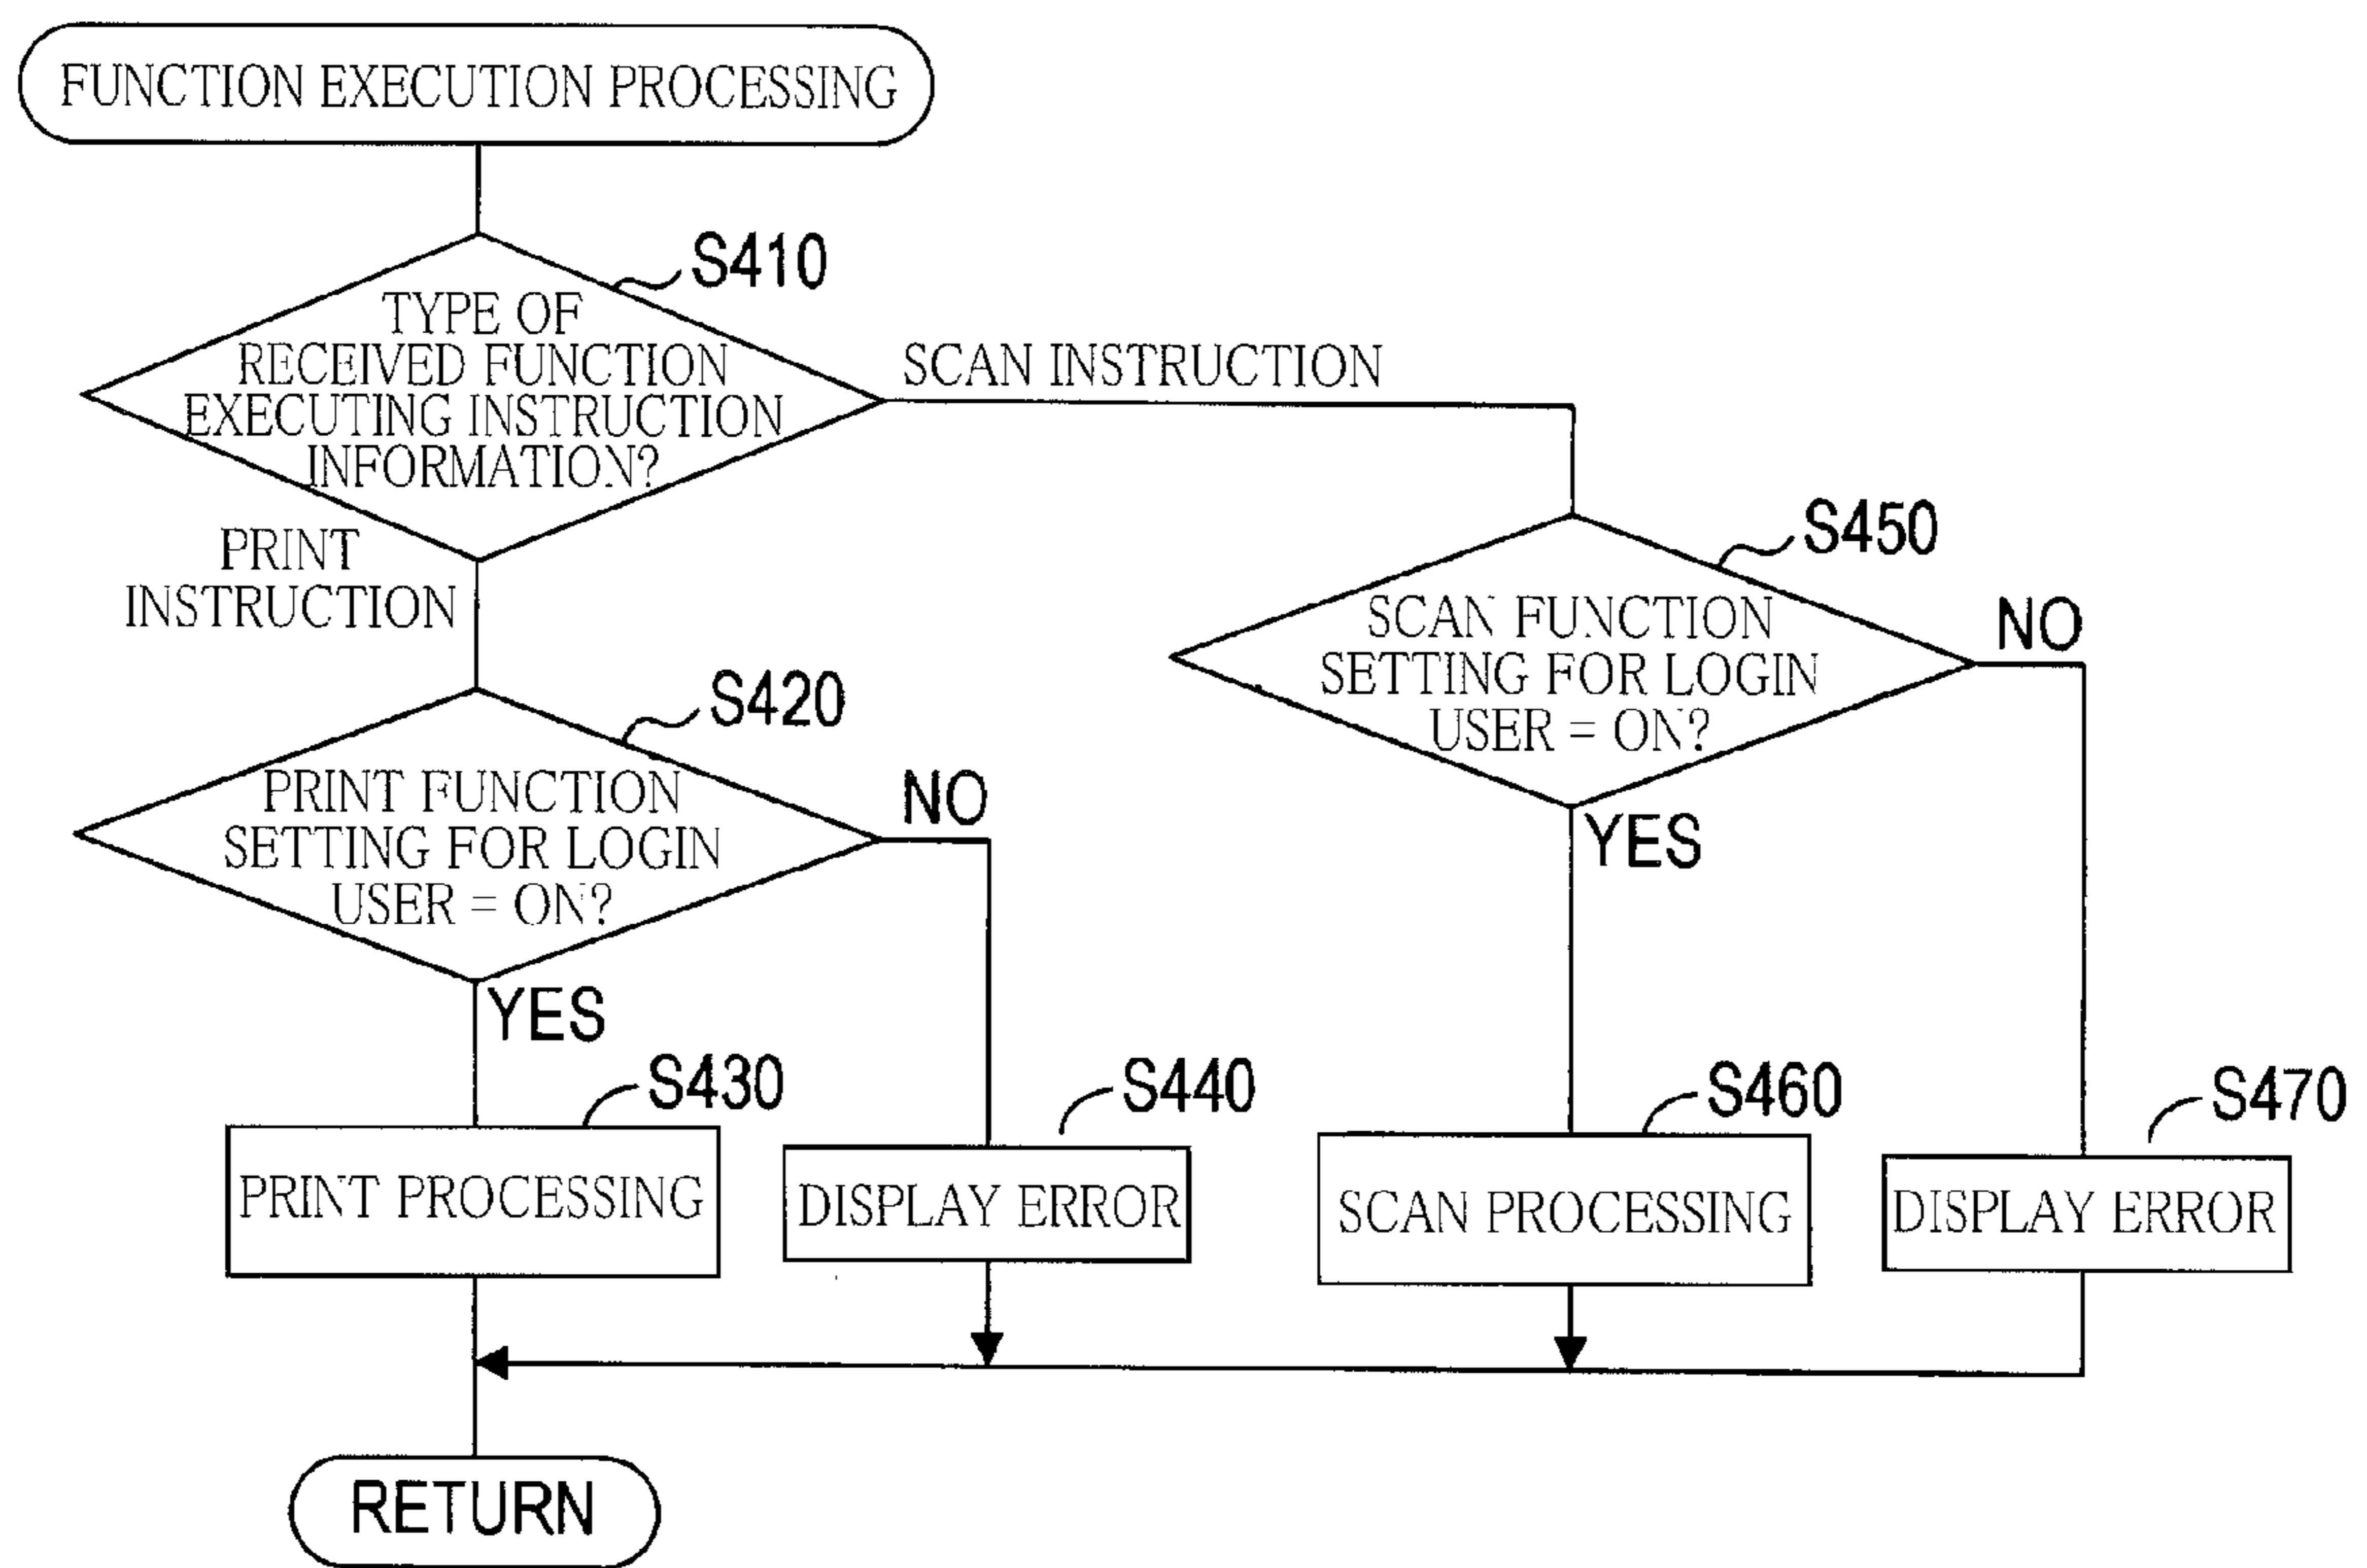 FUNCTION EXECUTION PROCESSING
S410
TYPE OF
RECEIVED FUNCTION
EXECUTING INSTRUCTION
INFORMATION?
SCAN INSTRUCTION
PRINT
INSTRUCTION
S420
PRINT FUNCTION
SETTING FOR LOGIN
USER = ON?
NO
YES
S430
PRINT PROCESSING
S440
DISPLAY ERROR
S450
SCAN FUNCTION
SETTING FOR LOGIN
USER = ON?
NO
YES
S460
SCAN PROCESSING
S470
DISPLAY ERROR
RETURN